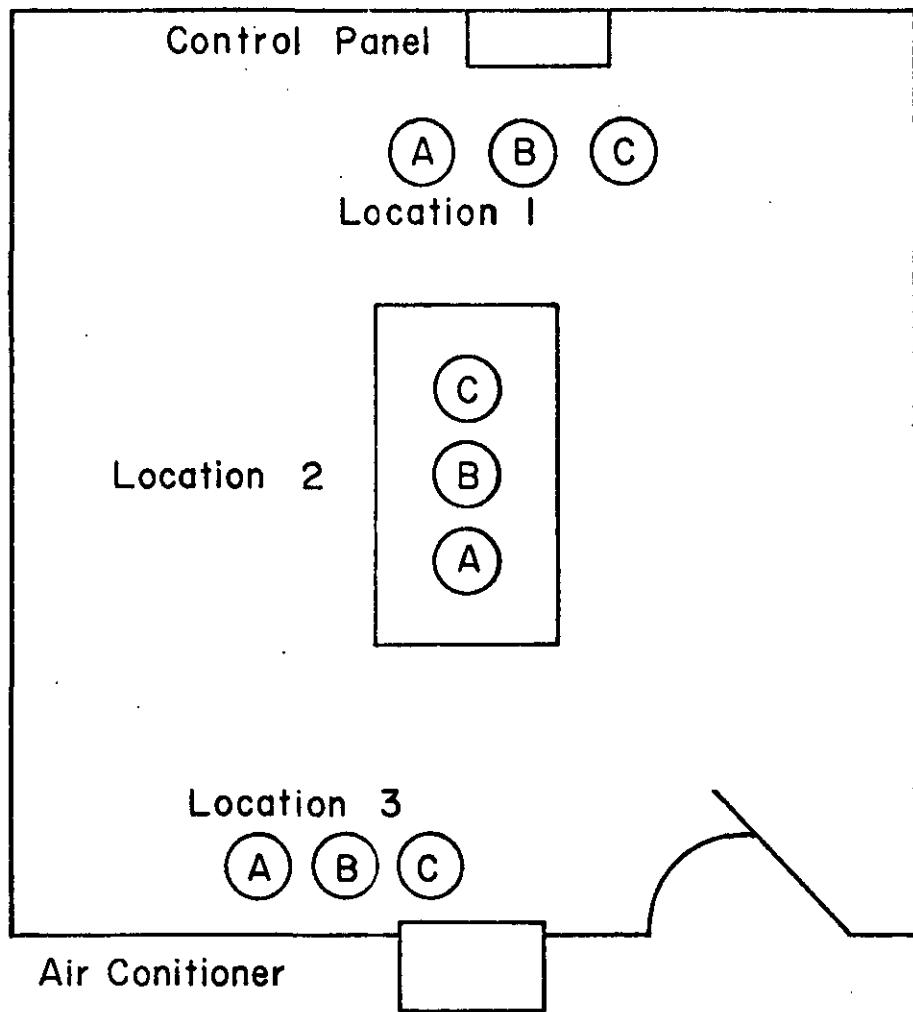 Control Panel
A B C
Location 1
C
Location 2 B
A
Location 3
A B C
Air Conitioner